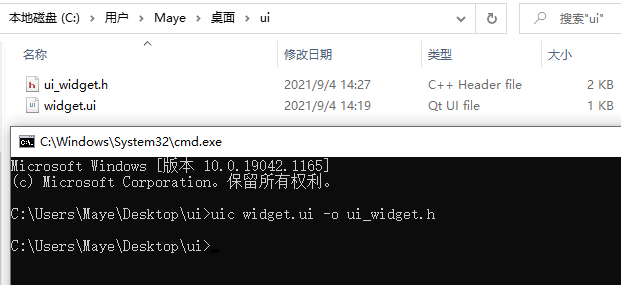 本地磁盘 (C:) > 用户 > Maye > 桌面 > ui
搜索"ui"
名称 修改日期 类型 大小
ui_widget.h 2021/9/4 14:27 C++ Header file 2 KB
widget.ui 2021/9/4 14:19 Qt UI file 1 KB
C:\Windows\System32\cmd.exe
Microsoft Windows [版本 10.0.19042.1165]
(c) Microsoft Corporation。保留所有权利。
C:\Users\Maye\Desktop\ui>uic widget.ui -o ui_widget.h
C:\Users\Maye\Desktop\ui>